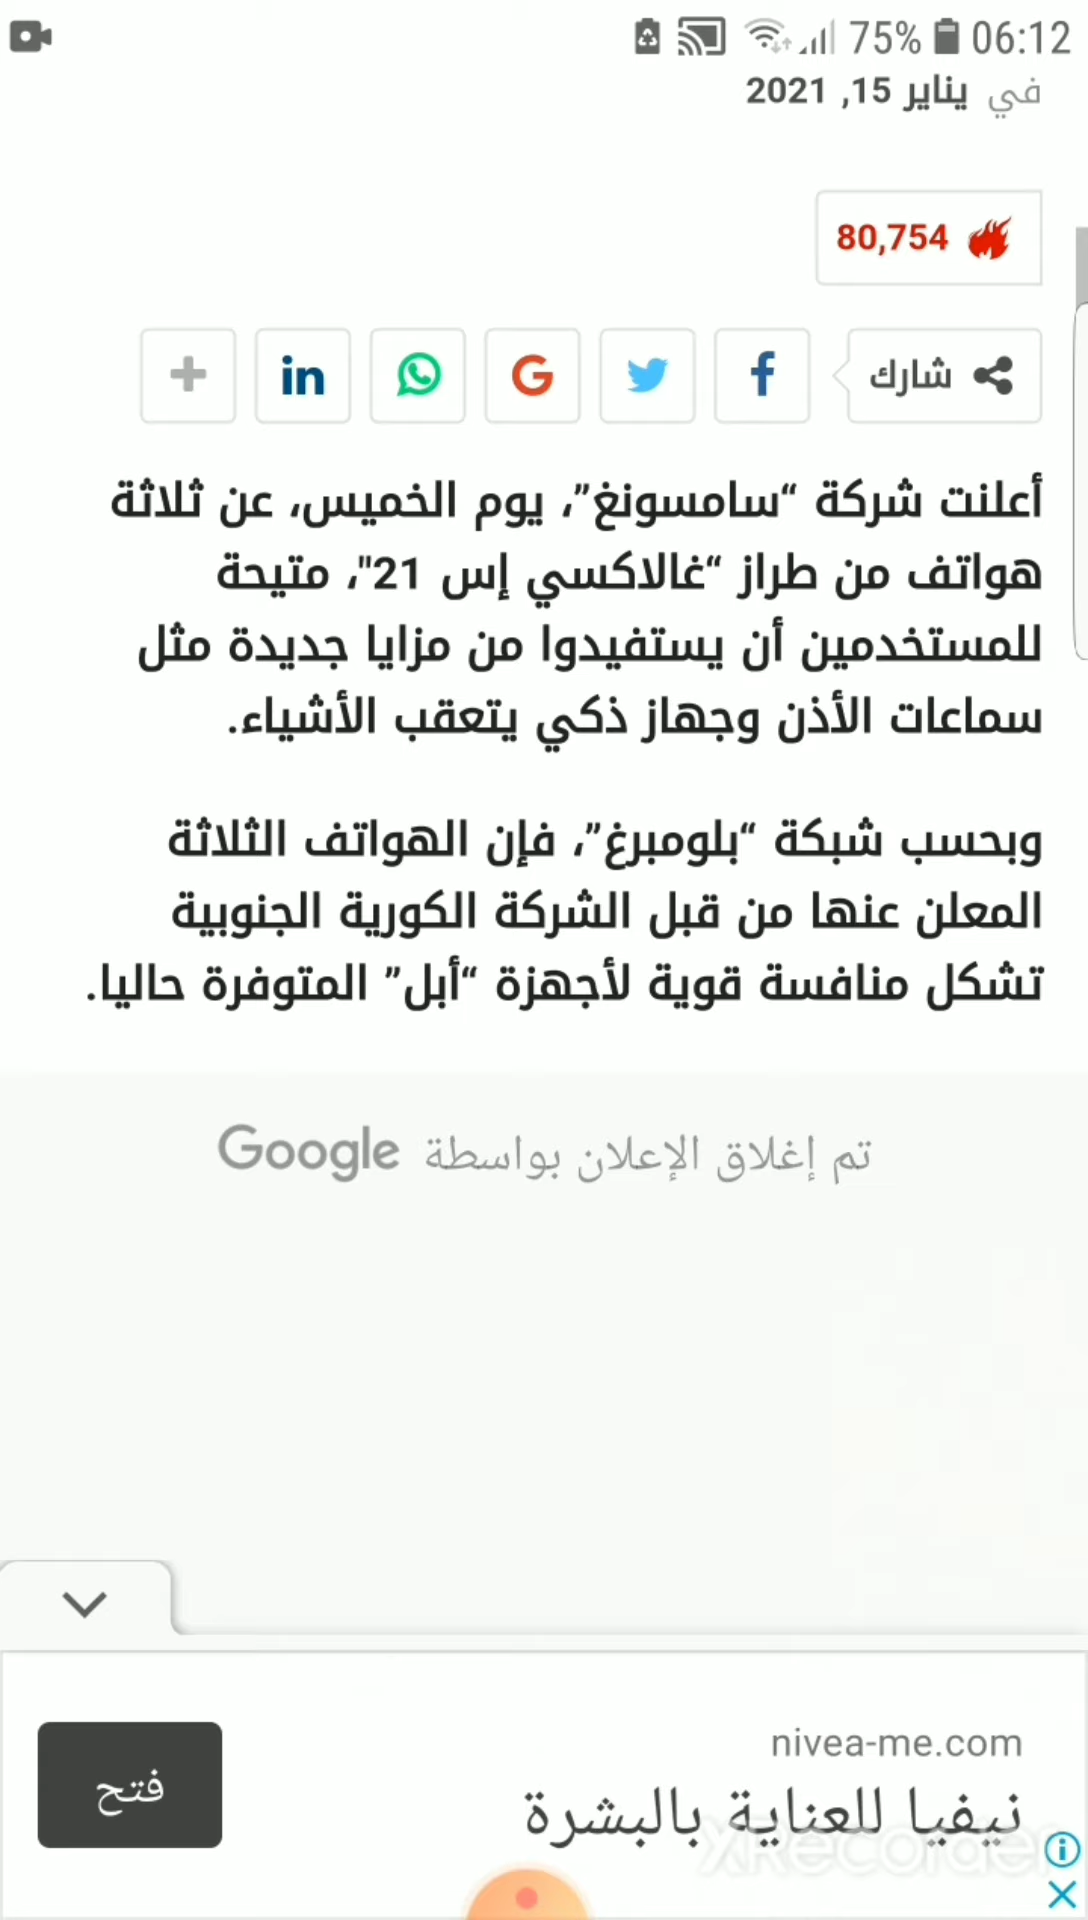 75% 06:12
في يناير 15, 2021
80,754
شارك
أعلنت شركة “سامسونغ”، يوم الخميس، عن ثلاثة
هواتف من طراز “غالاكسي إس 21"، متيحة
للمستخدمين أن يستفيدوا من مزايا جديدة مثل
سماعات الأذن وجهاز ذكي يتعقب الأشياء.
وبحسب شبكة “بلومبرغ”، فإن الهواتف الثلاثة
المعلن عنها من قبل الشركة الكورية الجنوبية
تشكل منافسة قوية لأجهزة “أبل” المتوفرة حاليا.
تم إغلاق الإعلان بواسطة Google
nivea-me.com
نيفيا للعناية بالبشرة
فتح
XRecorder